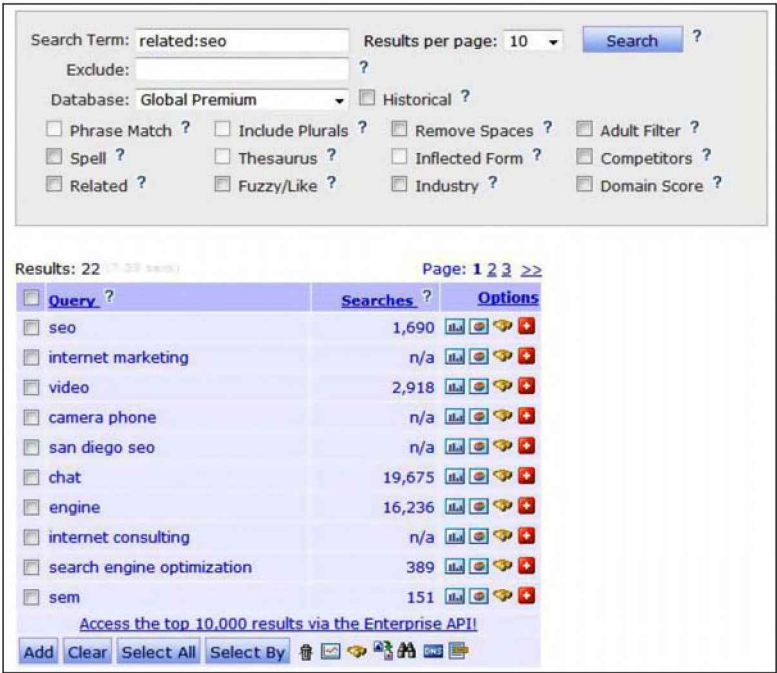 Search Term: related:seo Results per page: 10 Search ?
Exclude: ?
Database: Global Premium Historical ?
Phrase Match ? Include Plurals ? Remove Spaces ? Adult Filter ?
Spell ? Thesaurus ? Inflected Form ? Competitors ?
Related ? Fuzzy/Like ? Industry ? Domain Score ?
Results: 22 Page: 1 2 3 >>
Query ? Searches ? Options
seo 1,690
internet marketing n/a
video 2,918
camera phone n/a
san diego seo n/a
chat 19,675
engine 16,236
internet consulting n/a
search engine optimization 389
sem 151
Access the top 10,000 results via the Enterprise API!
Add Clear Select All Select By DNS